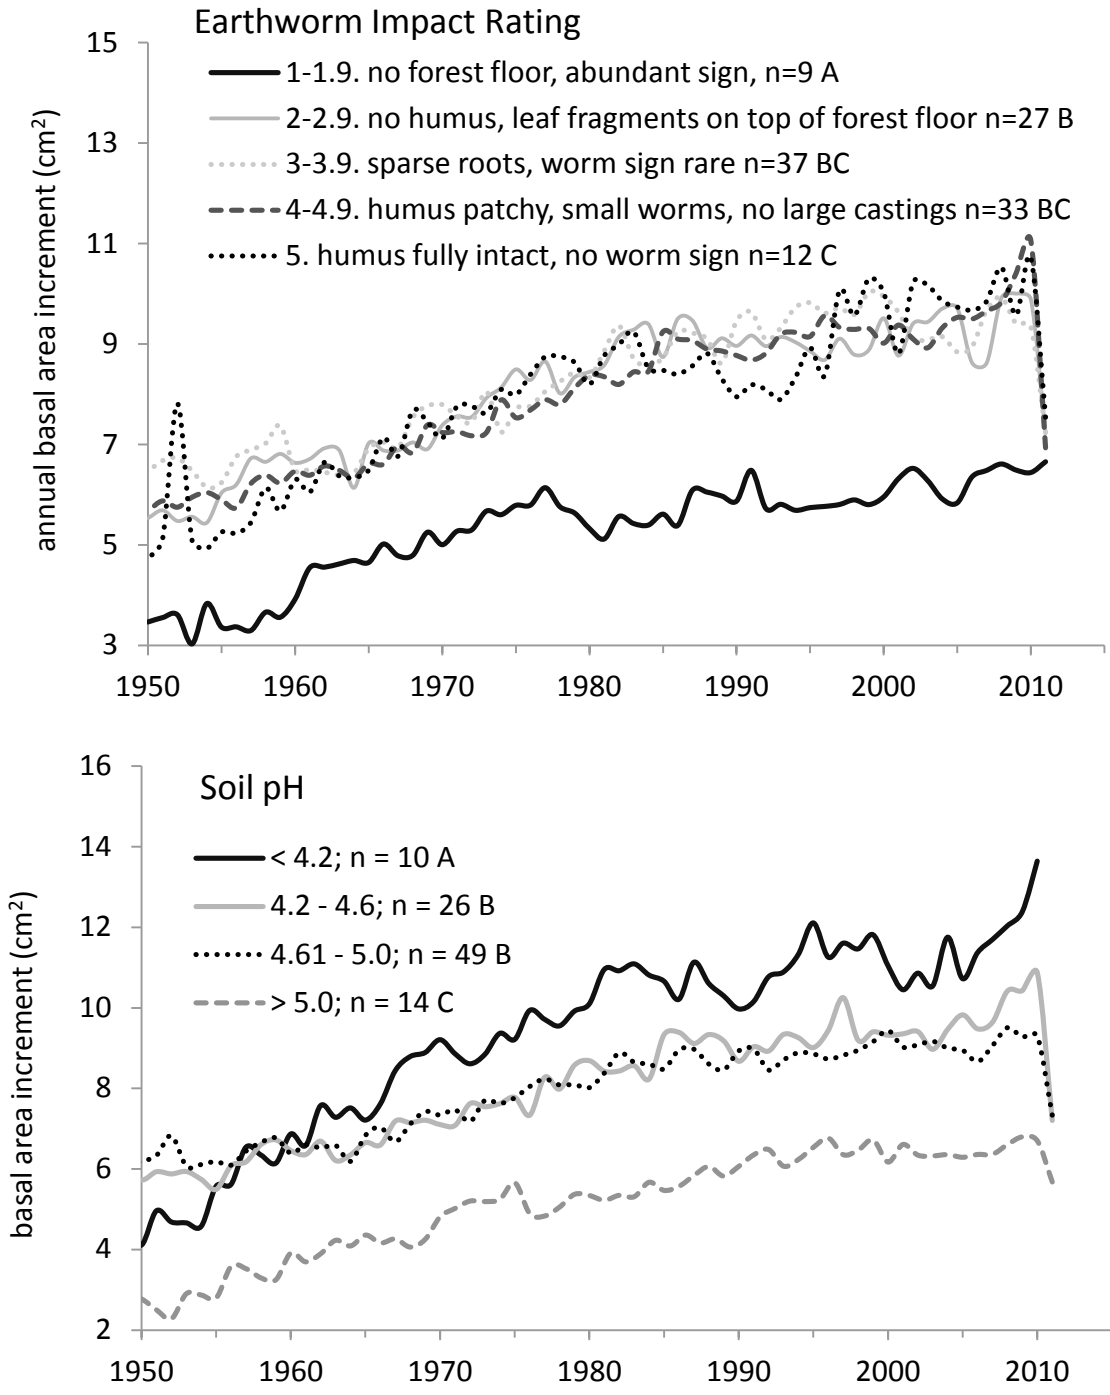 Earthworm Impact Rating
15
1-1.9. no forest floor, abundant sign, n=9 A
2-2.9. no humus, leaf fragments on top of forest floor n=27 B
13
3-3.9. sparse roots, worm sign rare n=37 BC
4-4.9. humus patchy, small worms, no large castings n=33 BC
11
5. humus fully intact, no worm sign n=12 C
9
7
5
3
annual basal area increment (cm²)
1950 1960 1970 1980 1990 2000 2010
16
Soil pH
14
< 4.2; n = 10 A
4.2 - 4.6; n = 26 B
12
4.61 - 5.0; n = 49 B
> 5.0; n = 14 C
10
8
6
4
2
basal area increment (cm²)
1950 1960 1970 1980 1990 2000 2010